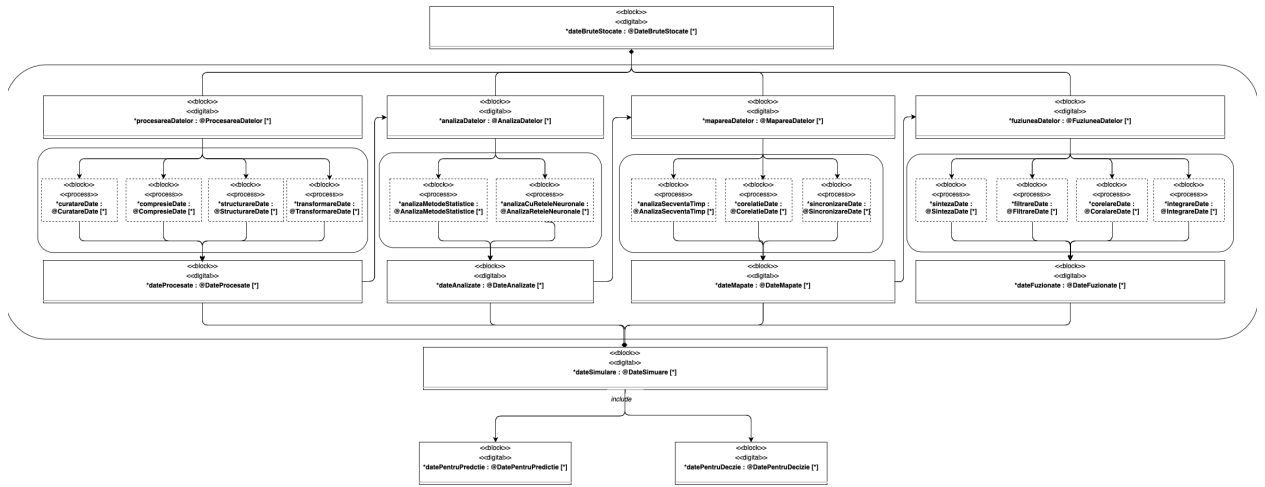 <<block>>
<<digital>>
*dateBruteStocate : @DateBruteStocate [*]
<<block>>
<<digital>>
*procesareaDatelor : @ProcesareaDatelor [*]
<<block>>
<<digital>>
*analizaDatelor : @AnalizaDatelor [*]
<<block>>
<<digital>>
*mapareaDatelor : @MapareaDatelor [*]
<<block>>
<<digital>>
*fuziuneaDatelor : @FuziuneaDatelor [*]
<<block>>
<<process>>
*curatareDate :
@CuratareDate [*]
<<block>>
<<process>>
*compresieDate :
@CompresieDate [*]
<<block>>
<<process>>
*structurareDate :
@StructurareDate [*]
<<block>>
<<process>>
*transformareDate :
@TransformareDate [*]
<<block>>
<<process>>
*analizaMetodeStatistice :
@AnalizaMetodeStatistice [*]
<<block>>
<<process>>
*analizaCuReteleNeuronale :
@AnalizaReteleNeuronale [*]
<<block>>
<<process>>
*analizaSecventaTimp :
@AnalizaSecventaTimp [*]
<<block>>
<<process>>
*corelatieDate :
@CorelatieDate [*]
<<block>>
<<process>>
*sincronizareDate :
@SincronizareDate [*]
<<block>>
<<process>>
*sintezaDate :
@SintezaDate [*]
<<block>>
<<process>>
*filtrareDate :
@FiltrareDate [*]
<<block>>
<<process>>
*corelareDate :
@CoralareDate [*]
<<block>>
<<process>>
*integrareDate :
@IntegrareDate [*]
<<block>>
<<digital>>
*dateProcesate : @DateProcesate [*]
<<block>>
<<digital>>
*dateAnalizate : @DateAnalizate [*]
<<block>>
<<digital>>
*dateMapate : @DateMapate [*]
<<block>>
<<digital>>
*dateFuzionate : @DateFuzionate [*]
<<block>>
<<digital>>
*dateSimulare : @DateSimuare [*]
include
<<block>>
<<digital>>
*datePentruPredctie : @DatePentruPredictie [*]
<<block>>
<<digital>>
*datePentruDeczie : @DatePentruDecizie [*]